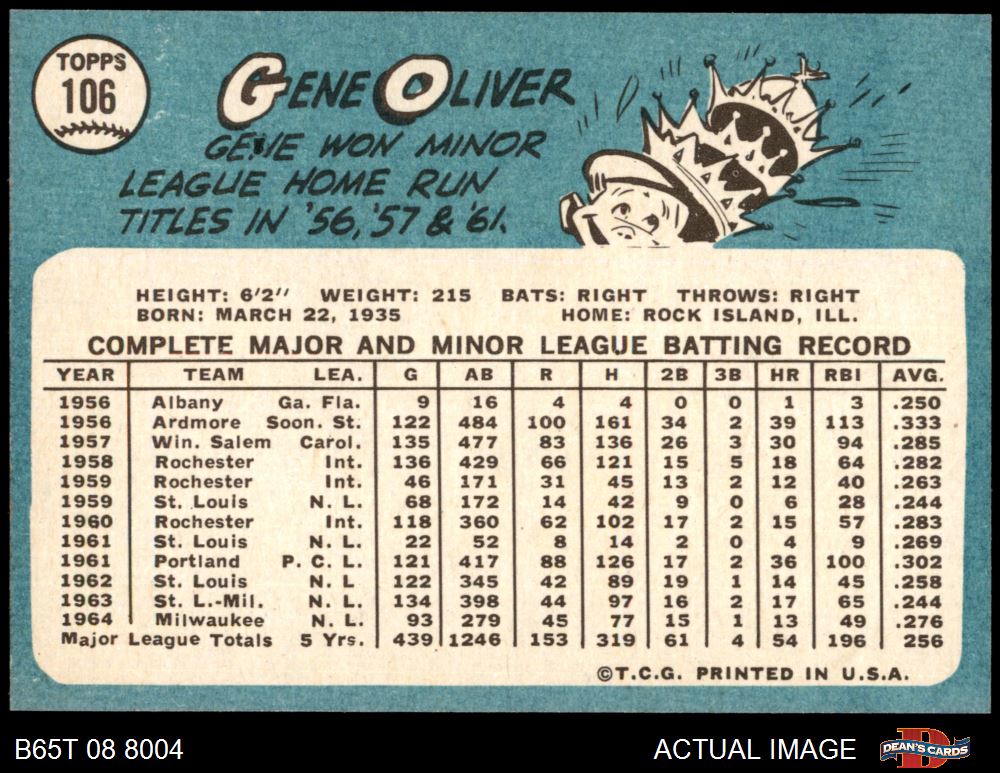 TOPPS
106
GENE OLIVER
GENE WON MINOR
LEAGUE HOME RUN
TITLES IN '56, '57 & '61.
HEIGHT: 6'2" WEIGHT: 215 BATS: RIGHT THROWS: RIGHT
BORN: MARCH 22, 1935 HOME: ROCK ISLAND, ILL.
COMPLETE MAJOR AND MINOR LEAGUE BATTING RECORD
YEAR TEAM LEA. G AB R H 2B 3B HR RBI AVG.
1956 Albany Ga. Fla. 9 16 4 4 0 0 1 3 .250
1956 Ardmore Soon. St. 122 484 100 161 34 2 39 113 .333
1957 Win. Salem Carol. 135 477 83 136 26 3 30 94 .285
1958 Rochester Int. 136 429 66 121 15 5 18 64 .282
1959 Rochester Int. 46 171 31 45 13 2 12 40 .263
1959 St. Louis N. L. 68 172 14 42 9 0 6 28 .244
1960 Rochester Int. 118 360 62 102 17 2 15 57 .283
1961 St. Louis N. L. 22 52 8 14 2 0 4 9 .269
1961 Portland P. C. L. 121 417 88 126 17 2 36 100 .302
1962 St. Louis N. L 122 345 42 89 19 1 14 45 .258
1963 St. L.-Mil. N. L. 134 398 44 97 16 2 17 65 .244
1964 Milwaukee N. L. 93 279 45 77 15 1 13 49 .276
Major League Totals 5 Yrs. 439 1246 153 319 61 4 54 196 256
©T.C.G. PRINTED IN U.S.A.
B65T 08 8004 ACTUAL IMAGE DEAN'S CARDS